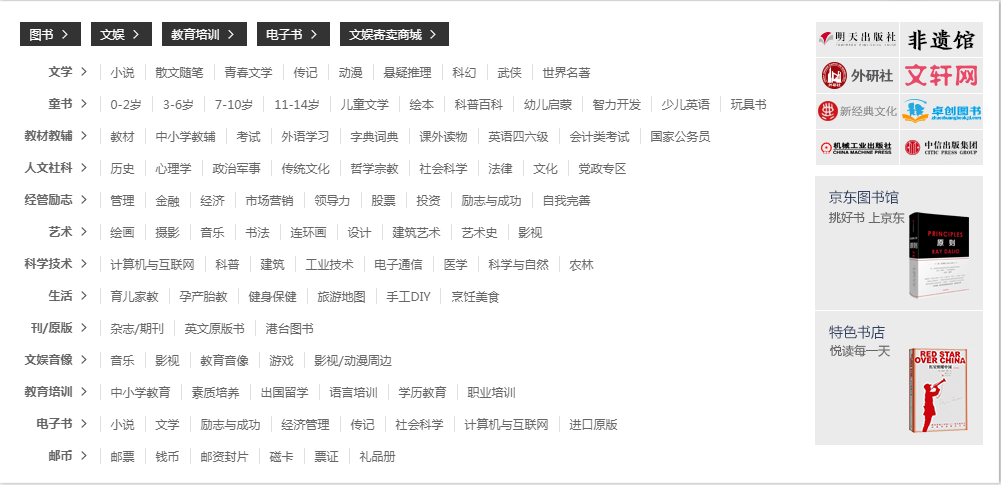 图书 文娱 教育培训 电子书 文娱寄卖商城
文学 小说 散文随笔 青春文学 传记 动漫 悬疑推理 科幻 武侠 世界名著
童书 0-2岁 3-6岁 7-10岁 11-14岁 儿童文学 绘本 科普百科 幼儿启蒙 智力开发 少儿英语 玩具书
教材教辅 教材 中小学教辅 考试 外语学习 字典词典 课外读物 英语四六级 会计类考试 国家公务员
人文社科 历史 心理学 政治军事 传统文化 哲学宗教 社会科学 法律 文化 党政专区
经管励志 管理 金融 经济 市场营销 领导力 股票 投资 励志与成功 自我完善
艺术 绘画 摄影 音乐 书法 连环画 设计 建筑艺术 艺术史 影视
科学技术 计算机与互联网 科普 建筑 工业技术 电子通信 医学 科学与自然 农林
生活 育儿家教 孕产胎教 健身保健 旅游地图 手工DIY 烹饪美食
刊/原版 杂志/期刊 英文原版书 港台图书
文娱音像 音乐 影视 教育音像 游戏 影视/动漫周边
教育培训 中小学教育 素质培养 出国留学 语言培训 学历教育 职业培训
电子书 小说 文学 励志与成功 经济管理 传记 社会科学 计算机与互联网 进口原版
邮币 邮票 钱币 邮资封片 磁卡 票证 礼品册
明天出版社 非遗馆
外研社 文轩网
新经典文化 卓创图书
机械工业出版社 中信出版集团
CHINA MACHINE PRESS CITIC PRESS GROUP
京东图书馆
挑好书 上京东
PRINCIPLES
原则
RAY DALIO
特色书店
悦读每一天
RED STAR
OVER CHINA